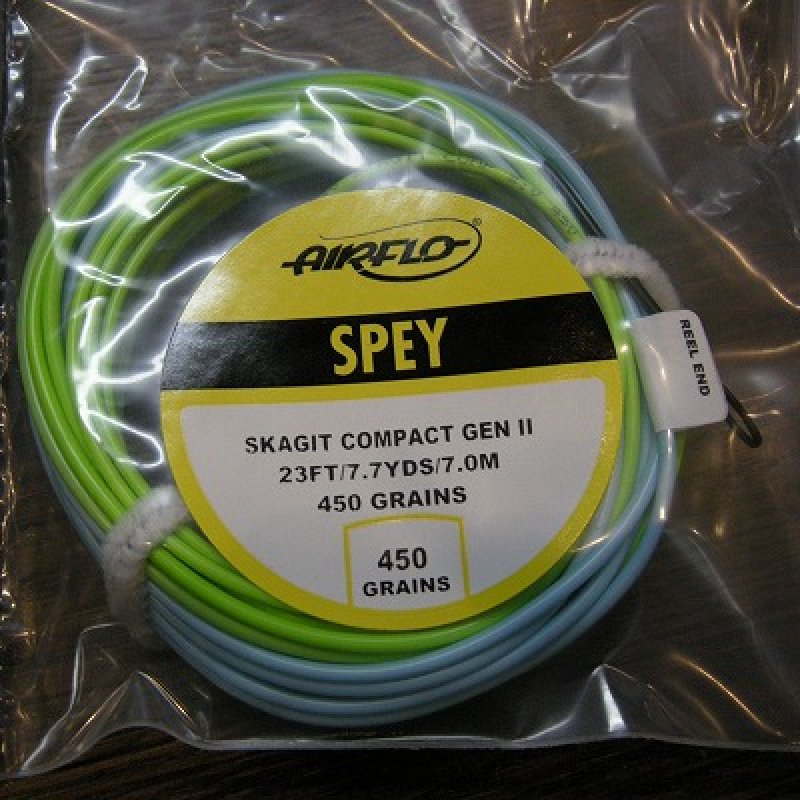 AIRFLO®
SPEY
REEL END
SKAGIT COMPACT GEN II
23FT/7.7YDS/7.0M
450 GRAINS
450
GRAINS